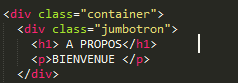 <div class="container">
<div class="jumbotron">
<h1> A PROPOS</h1>
<p>BIENVENUE </p>
</div>